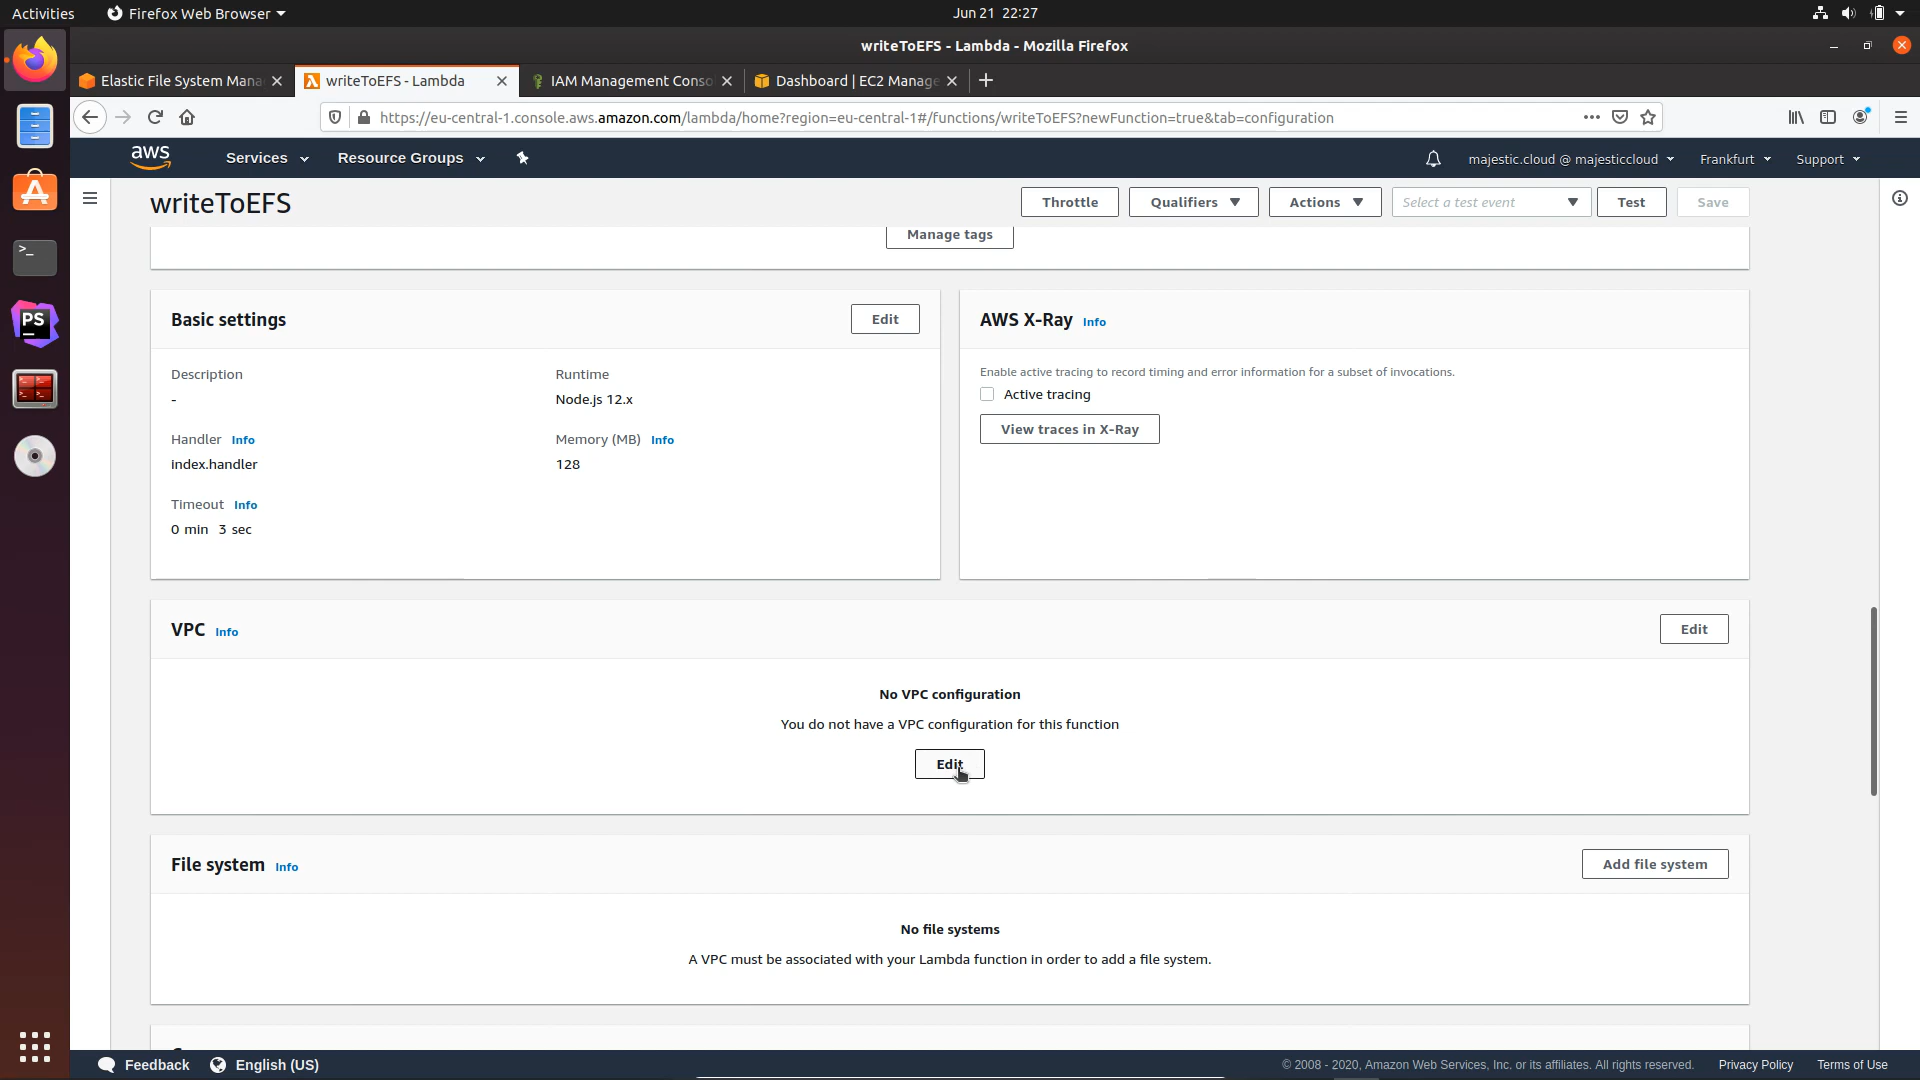 Activities
Firefox Web Browser
Jun 21 22:27
writeToEFS - Lambda - Mozilla Firefox
Elastic File System Mana
writeToEFS - Lambda
IAM Management Conso
Dashboard | EC2 Manage
https://eu-central-1.console.aws.amazon.com/lambda/home?region=eu-central-1#/functions/writeToEFS?newFunction=true&tab=configuration
aws
Services
Resource Groups
majestic.cloud @ majesticcloud
Frankfurt
Support
writeToEFS
Throttle
Qualifiers
Actions
Select a test event
Test
Save
Manage tags
Basic settings
Edit
Description
-
Runtime
Node.js 12.x
Handler Info
index.handler
Memory (MB) Info
128
Timeout Info
0 min 3 sec
AWS X-Ray Info
Enable active tracing to record timing and error information for a subset of invocations.
Active tracing
View traces in X-Ray
VPC Info
Edit
No VPC configuration
You do not have a VPC configuration for this function
Edit
File system Info
Add file system
No file systems
A VPC must be associated with your Lambda function in order to add a file system.
Feedback
English (US)
© 2008 - 2020, Amazon Web Services, Inc. or its affiliates. All rights reserved.
Privacy Policy
Terms of Use
PS